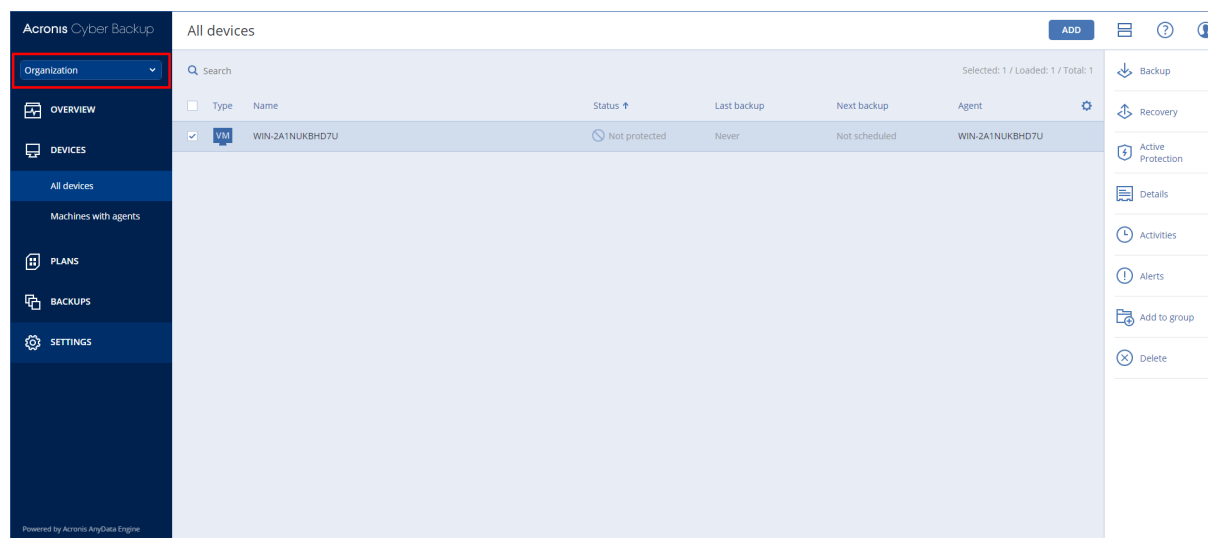 Acronis Cyber Backup
All devices
ADD
Organization
Search
Selected: 1 / Loaded: 1 / Total: 1
Type Name Status ↑ Last backup Next backup Agent
VM WIN-2A1NUKBHD7U Not protected Never Not scheduled WIN-2A1NUKBHD7U
OVERVIEW
DEVICES
All devices
Machines with agents
PLANS
BACKUPS
SETTINGS
Powered by Acronis AnyData Engine
Backup
Recovery
Active
Protection
Details
Activities
Alerts
Add to group
Delete